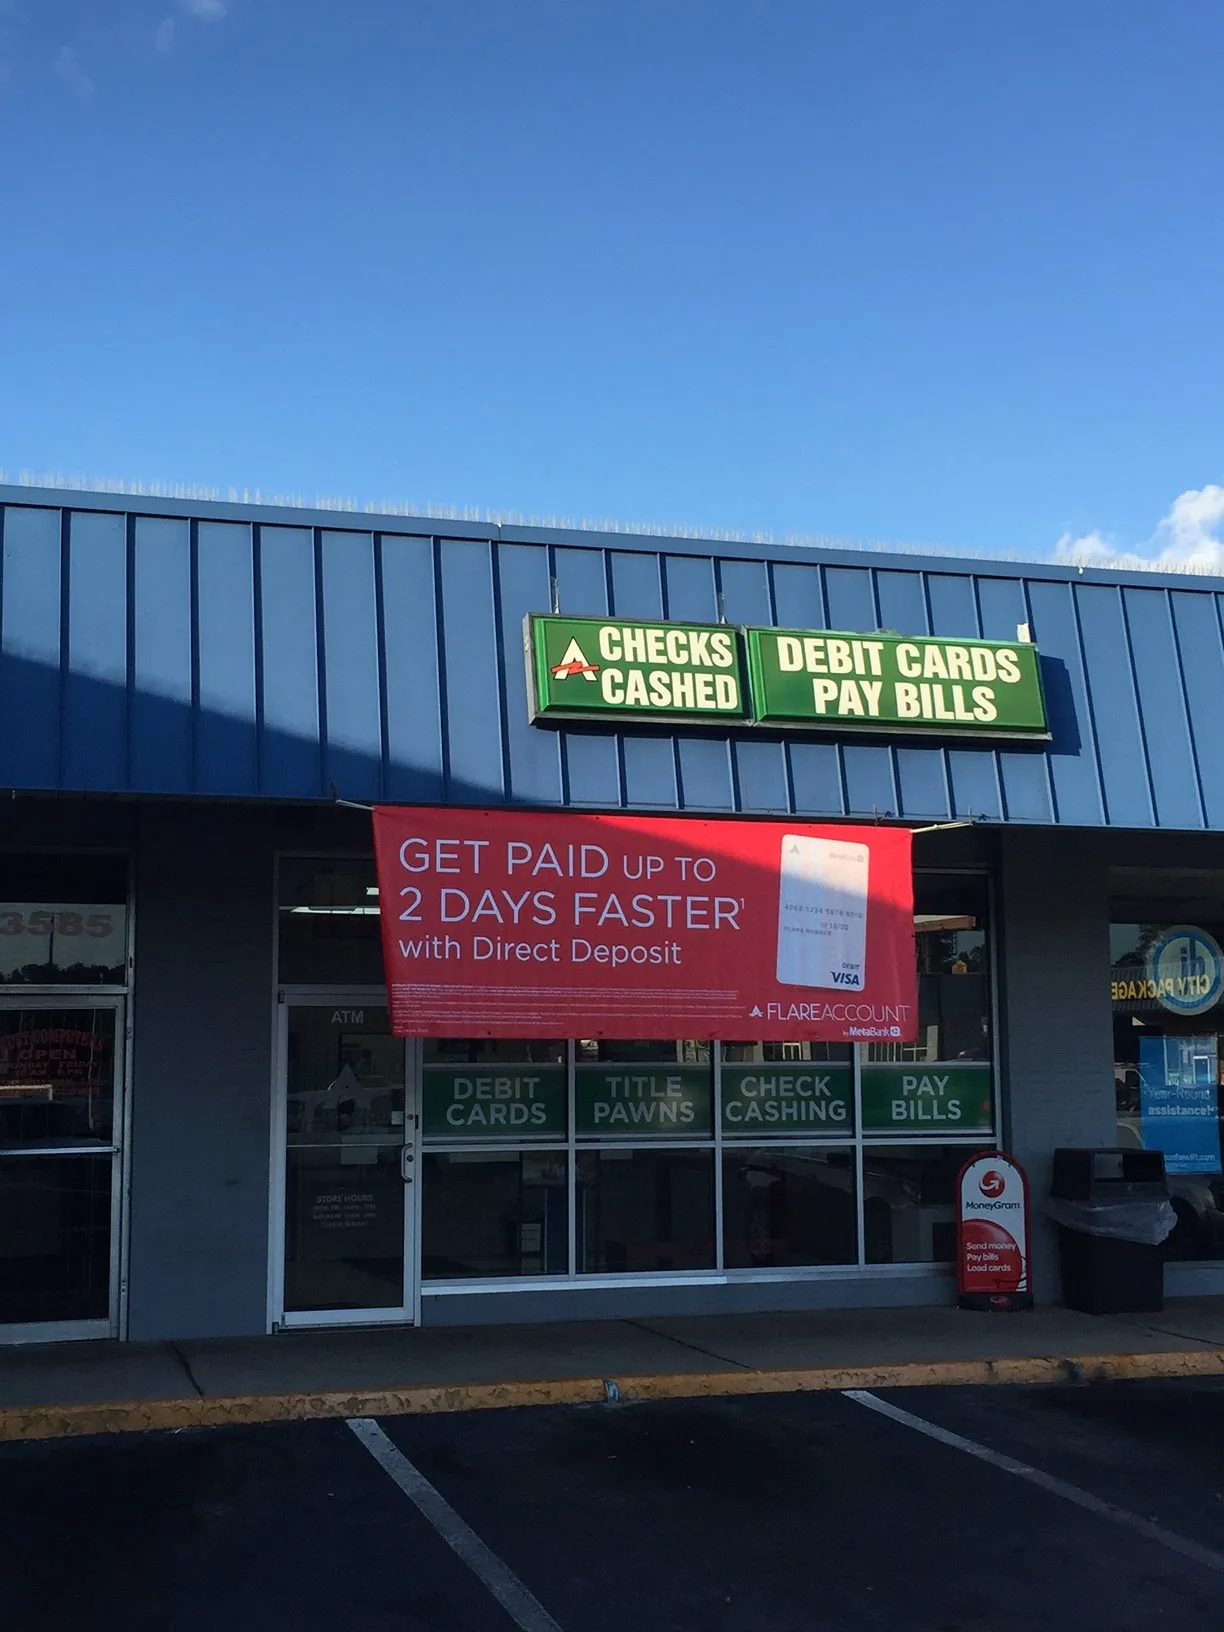 CHECKS
CASHED
DEBIT CARDS
PAY BILLS
GET PAID UP TO
2 DAYS FASTER¹
with Direct Deposit
DEBIT
VISA
FLAREACCOUNT
by MetaBank
3585
ATM
OPEN
DEBIT
CARDS
TITLE
PAWNS
CHECK
CASHING
PAY
BILLS
STORE HOURS
MoneyGram
Send money
Pay bills
Load cards
CITY PACKAGE
Year-Round
assistance!